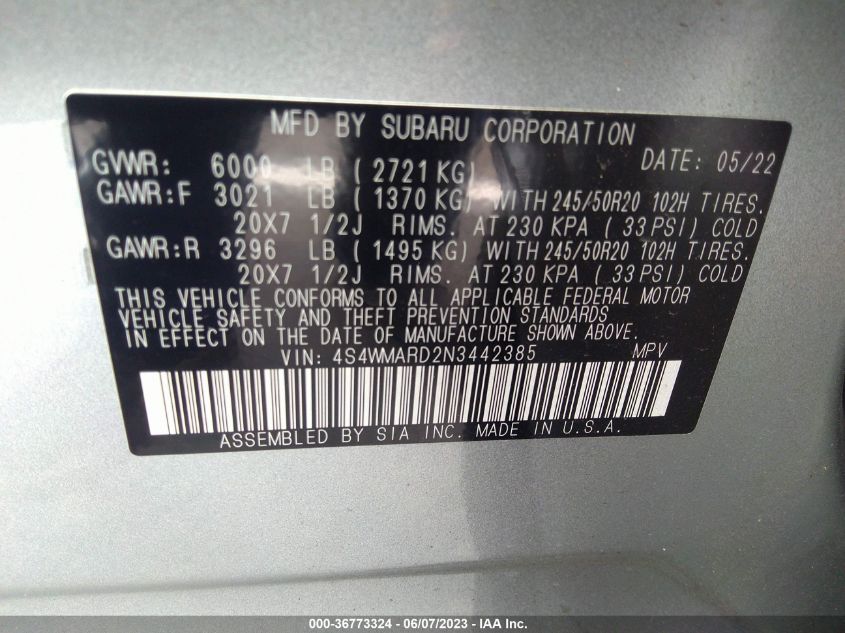 MFD BY SUBARU CORPORATION
GVWR: 6000 LB ( 2721 KG) DATE: 05/22
GAWR:F 3021 LB ( 1370 KG) WITH 245/50R20 102H TIRES.
20X7 1/2J RIMS. AT 230 KPA ( 33 PSI) COLD
GAWR:R 3296 LB ( 1495 KG) WITH 245/50R20 102H TIRES.
20X7 1/2J RIMS. AT 230 KPA ( 33 PSI) COLD
THIS VEHICLE CONFORMS TO ALL APPLICABLE FEDERAL MOTOR
VEHICLE SAFETY AND THEFT PREVENTION STANDARDS
IN EFFECT ON THE DATE OF MANUFACTURE SHOWN ABOVE.
VIN: 4S4WMARD2N3442385 MPV
ASSEMBLED BY SIA INC. MADE IN U.S.A.
000-36773324 - 06/07/2023 - IAA Inc.